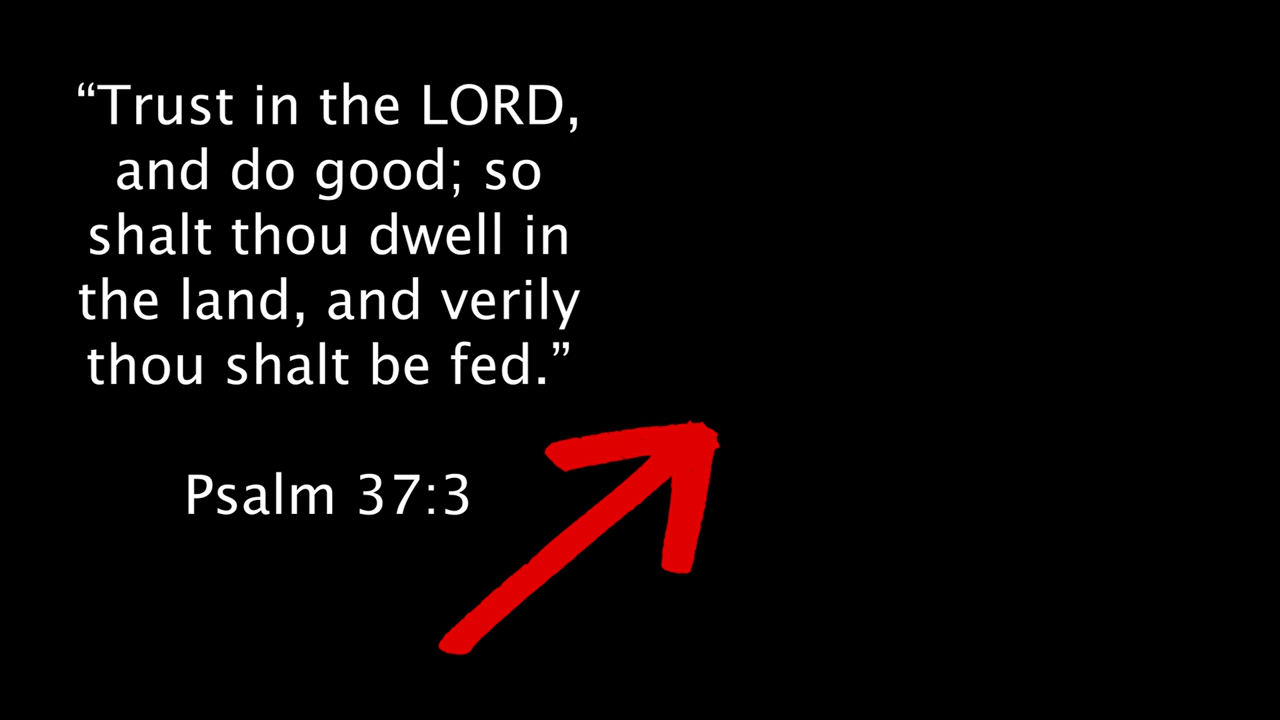 “Trust in the LORD,
and do good; so
shalt thou dwell in
the land, and verily
thou shalt be fed.”
Psalm 37:3